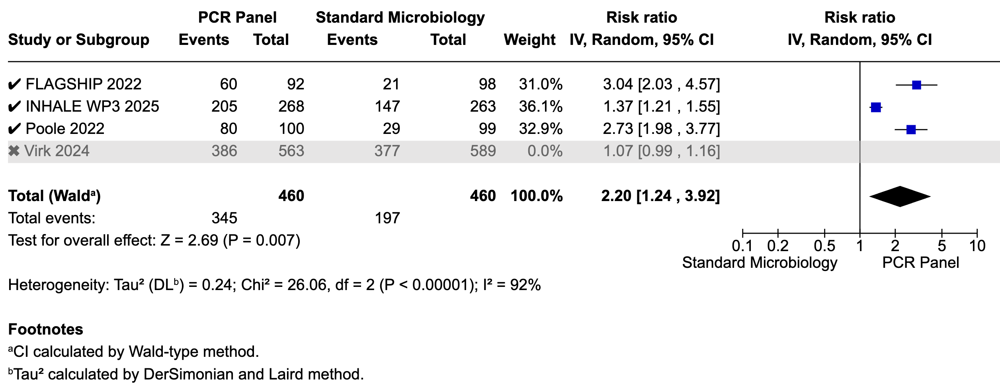 PCR Panel Standard Microbiology Risk ratio Risk ratio
Study or Subgroup Events Total Events Total Weight IV, Random, 95% CI IV, Random, 95% CI
✔ FLAGSHIP 2022 60 92 21 98 31.0% 3.04 [2.03 , 4.57]
✔ INHALE WP3 2025 205 268 147 263 36.1% 1.37 [1.21 , 1.55]
✔ Poole 2022 80 100 29 99 32.9% 2.73 [1.98 , 3.77]
✖ Virk 2024 386 563 377 589 0.0% 1.07 [0.99 , 1.16]
Total (Waldᵃ) 460 460 100.0% 2.20 [1.24 , 3.92]
Total events: 345 197
Test for overall effect: Z = 2.69 (P = 0.007)
0.1 0.2 0.5 1 2 5 10
Standard Microbiology PCR Panel
Heterogeneity: Tau² (DLᵇ) = 0.24; Chi² = 26.06, df = 2 (P < 0.00001); I² = 92%
Footnotes
ᵃCI calculated by Wald-type method.
ᵇTau² calculated by DerSimonian and Laird method.